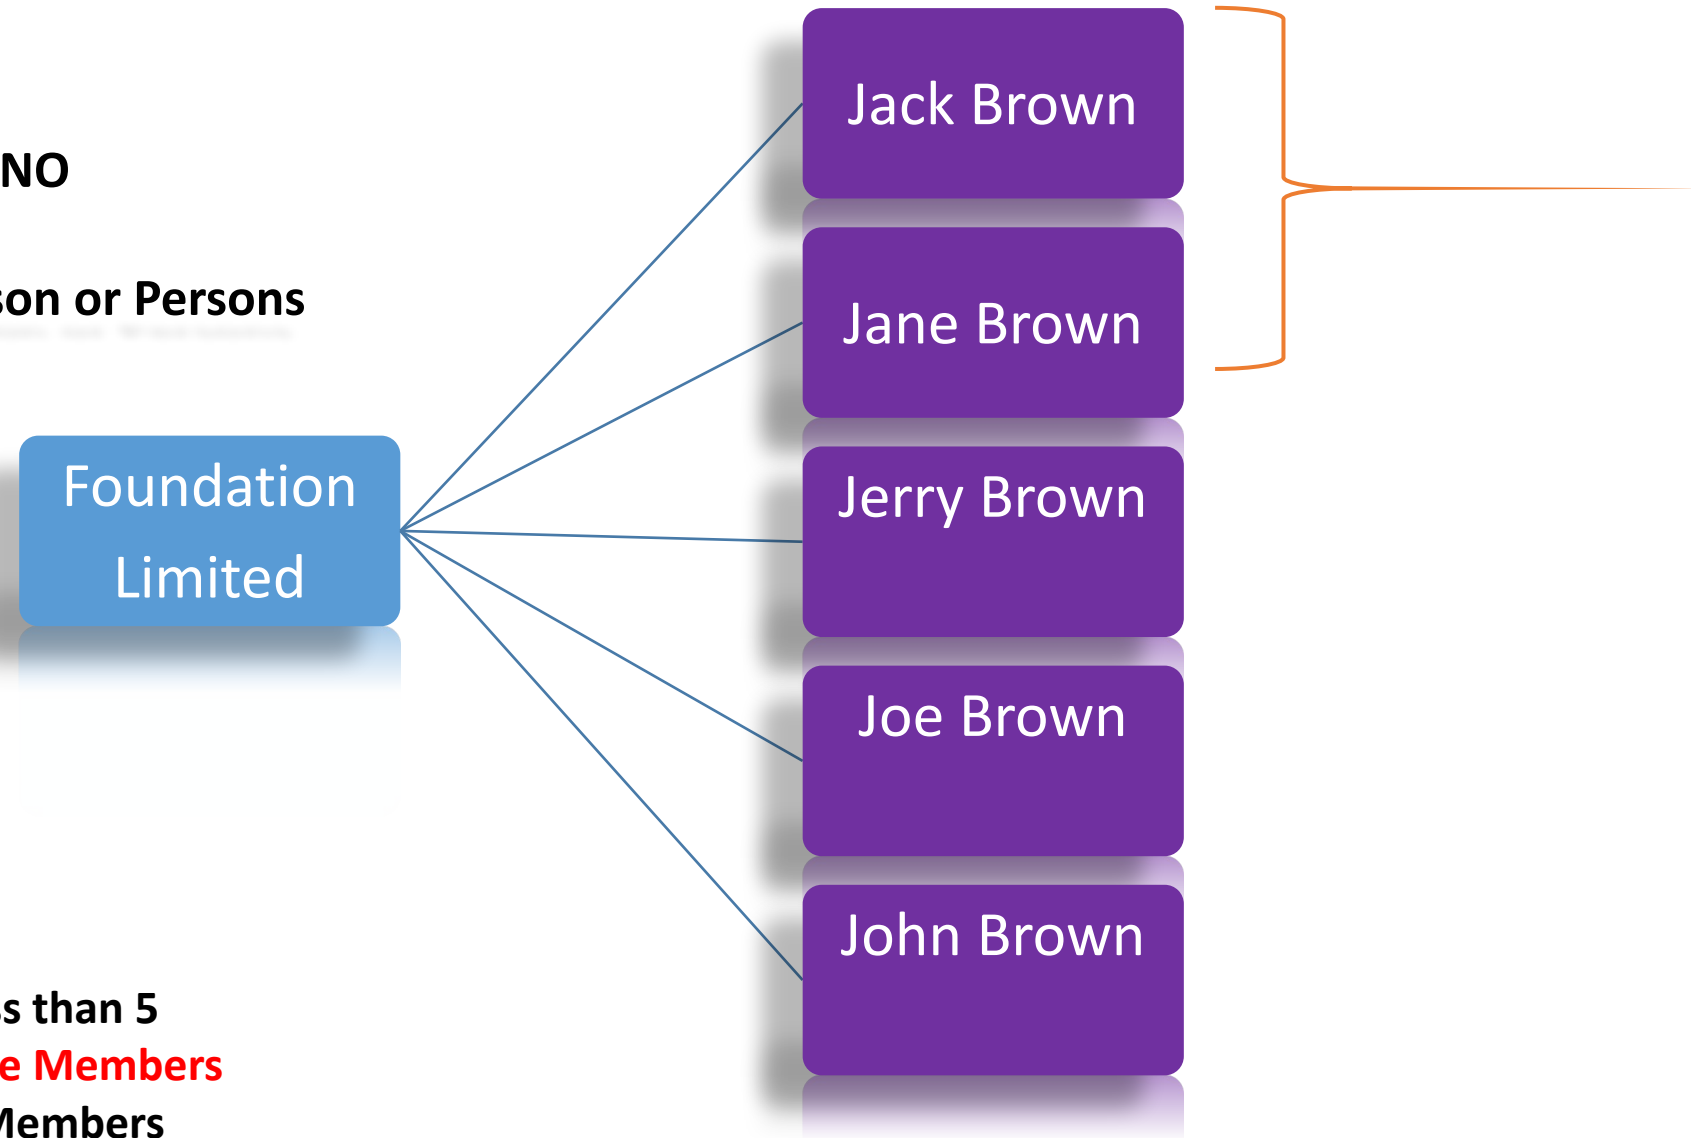 NO
son or Persons
Foundation
Limited
Jack Brown
Jane Brown
Jerry Brown
Joe Brown
John Brown
ss than 5
e Members
Members